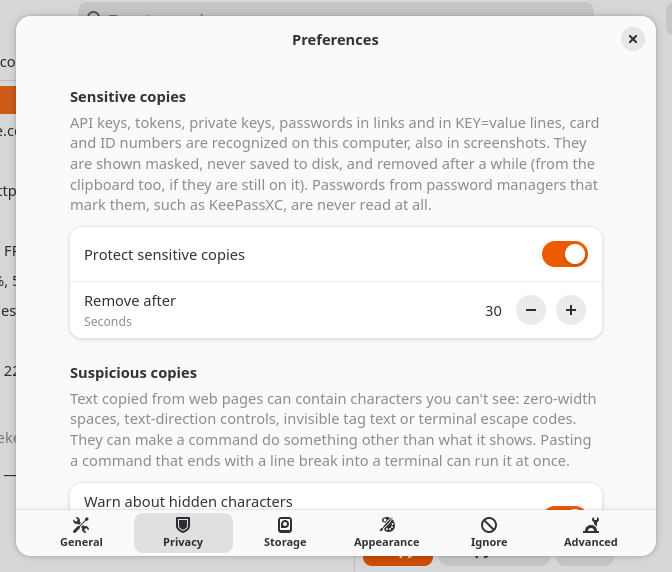 Preferences
Sensitive copies
API keys, tokens, private keys, passwords in links and in KEY=value lines, card
and ID numbers are recognized on this computer, also in screenshots. They
are shown masked, never saved to disk, and removed after a while (from the
clipboard too, if they are still on it). Passwords from password managers that
mark them, such as KeePassXC, are never read at all.
Protect sensitive copies
Remove after
Seconds
30
Suspicious copies
Text copied from web pages can contain characters you can't see: zero-width
spaces, text-direction controls, invisible tag text or terminal escape codes.
They can make a command do something other than what it shows. Pasting
a command that ends with a line break into a terminal can run it at once.
Warn about hidden characters
General
Privacy
Storage
Appearance
Ignore
Advanced